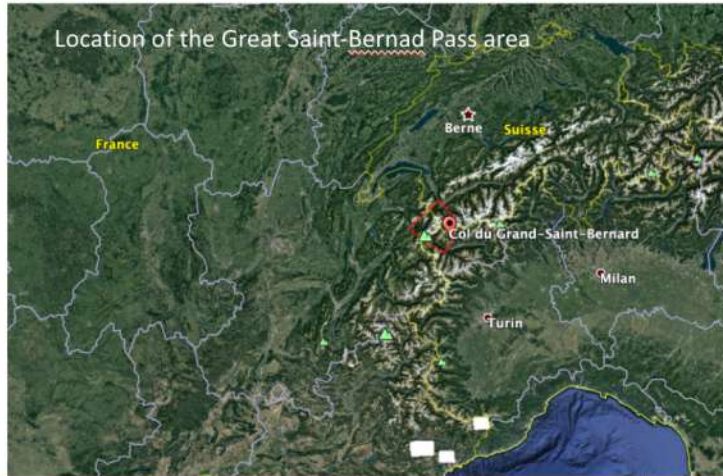 Location of the Great Saint-Bernad Pass area
Berne
Suisse
France
Col du Grand-Saint-Bernard
Milan
Turin